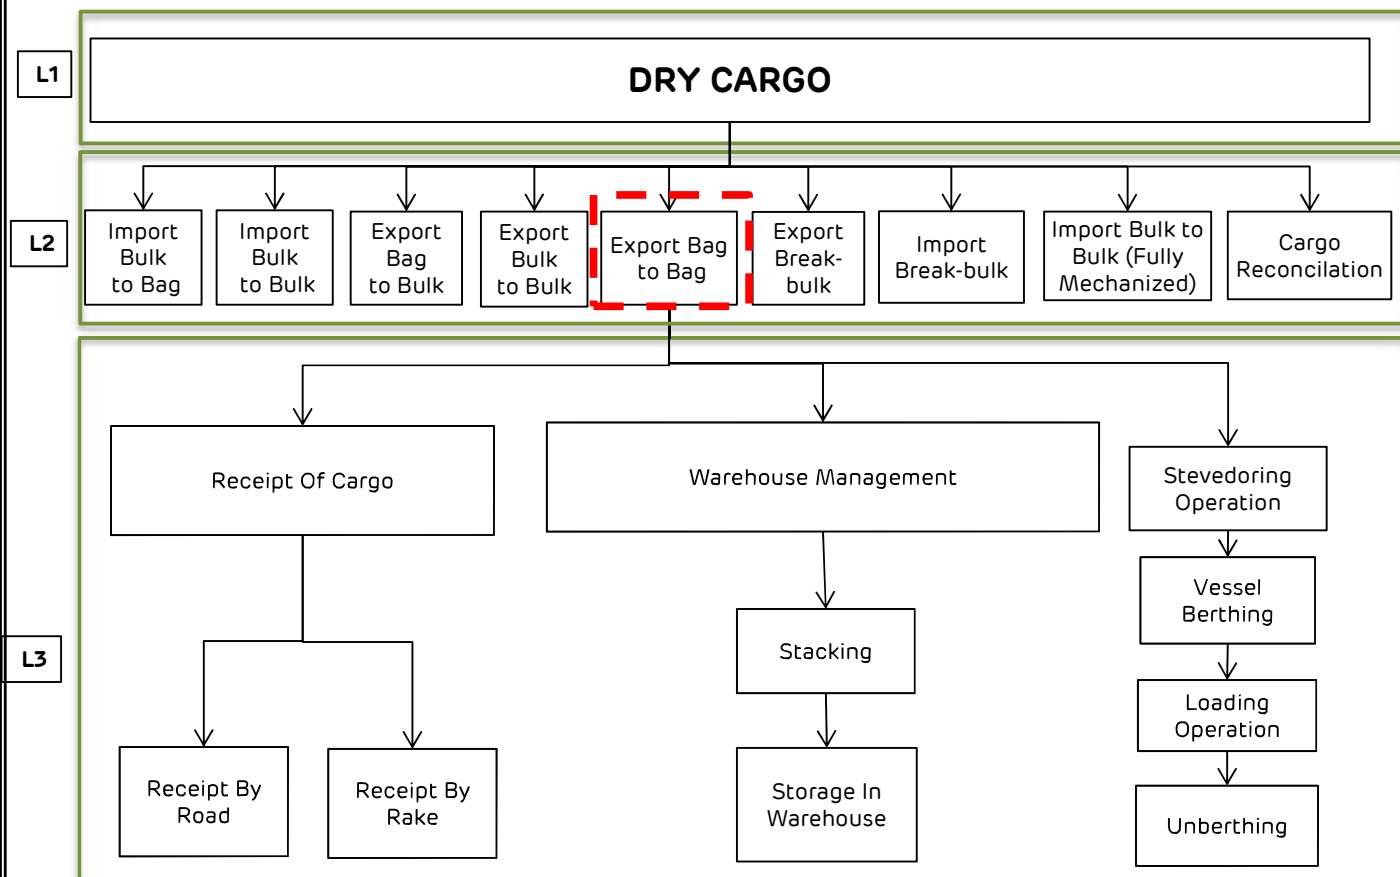 L1
DRY CARGO
L2
Import
Bulk
to Bag
Import
Bulk
to Bulk
Export
Bag
to Bulk
Export
Bulk
to Bulk
Export Bag
to Bag
Export
Break-
bulk
Import
Break-bulk
Import Bulk to
Bulk (Fully
Mechanized)
Cargo
Reconcilation
L3
Receipt Of Cargo
Warehouse Management
Stevedoring
Operation
Vessel
Berthing
Stacking
Loading
Operation
Receipt By
Road
Receipt By
Rake
Storage In
Warehouse
Unberthing